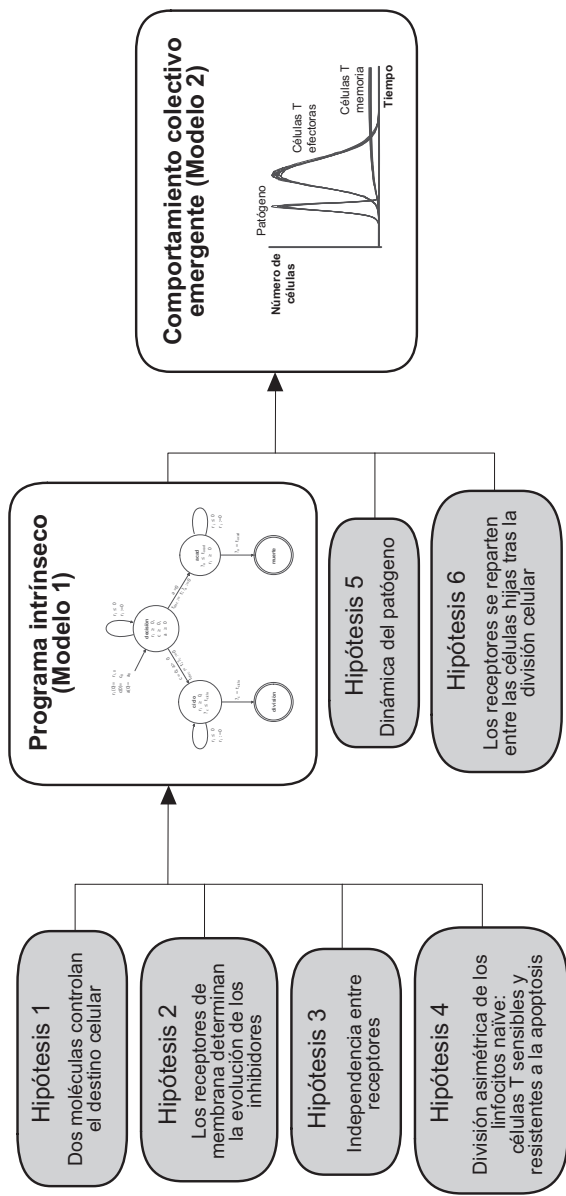 Hipótesis 1
Dos moléculas controlan
el destino celular
Hipótesis 2
Los receptores de
membrana determinan
la evolución de los
inhibidores
Hipótesis 3
Independencia entre
receptores
Hipótesis 4
División asimétrica de los
linfocitos naïve:
células T sensibles y
resistentes a la apoptosis
Programa intrínseco
(Modelo 1)
decisión
ciclo
división
muerte
Hipótesis 5
Dinámica del patógeno
Hipótesis 6
Los receptores se reparten
entre las células hijas tras la
división celular
Comportamiento colectivo
emergente (Modelo 2)
Número de
células
Patógeno
Células T
efectoras
Células T
memoria
Tiempo